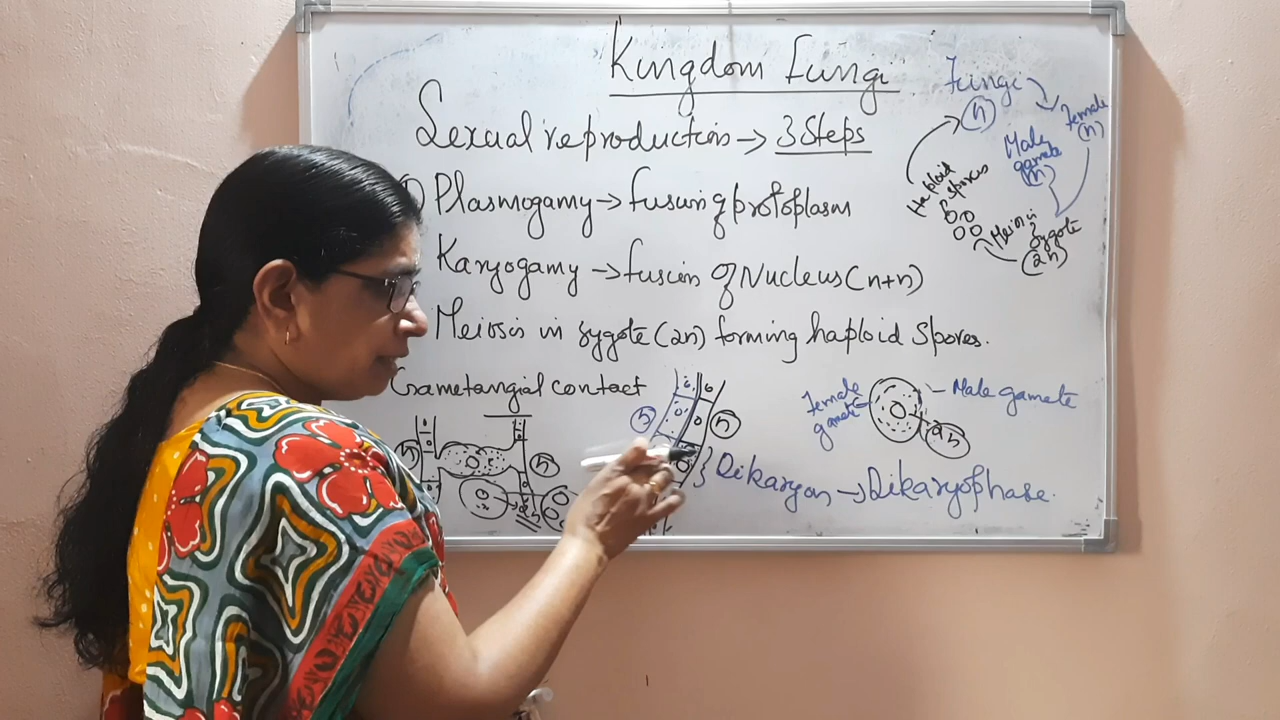 Kingdom Fungi
Sexual reproduction → 3 Steps
Plasmogamy → fusion of protoplasm
Karyogamy → fusion of Nucleus (n+n)
Meiosis in zygote (2n) forming haploid spores.
Gametangial contact
n
n
2n
n
n
Dikaryon → Dikaryophase
Female gamete
Male gamete
2n
Fungi
n
Female (n)
Male gamete (n)
Zygote (2n)
Meiosis
Haploid spores